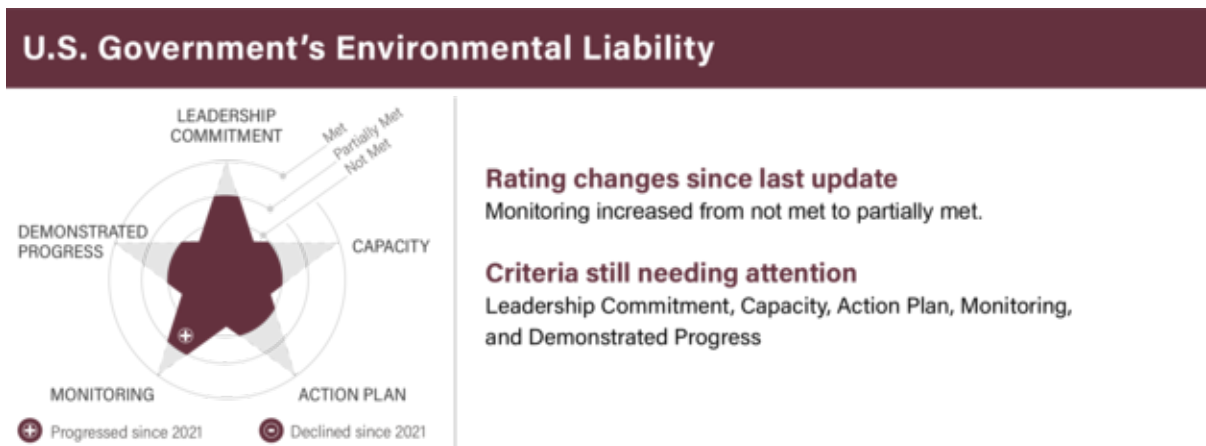 U.S. Government's Environmental Liability
LEADERSHIP
COMMITMENT
Met
Partially Met
Not Met
DEMONSTRATED
PROGRESS
CAPACITY
MONITORING
ACTION PLAN
Progressed since 2021
Declined since 2021
Rating changes since last update
Monitoring increased from not met to partially met.
Criteria still needing attention
Leadership Commitment, Capacity, Action Plan, Monitoring,
and Demonstrated Progress